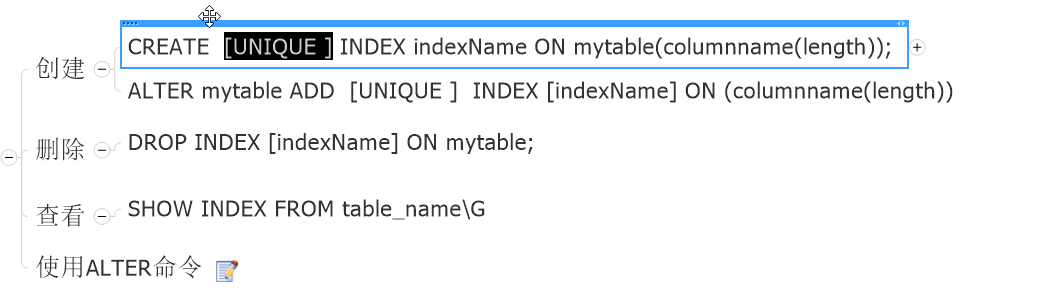 创建
CREATE [UNIQUE ] INDEX indexName ON mytable(columnname(length));
ALTER mytable ADD [UNIQUE ] INDEX [indexName] ON (columnname(length))
删除
DROP INDEX [indexName] ON mytable;
查看
SHOW INDEX FROM table_name\G
使用ALTER命令